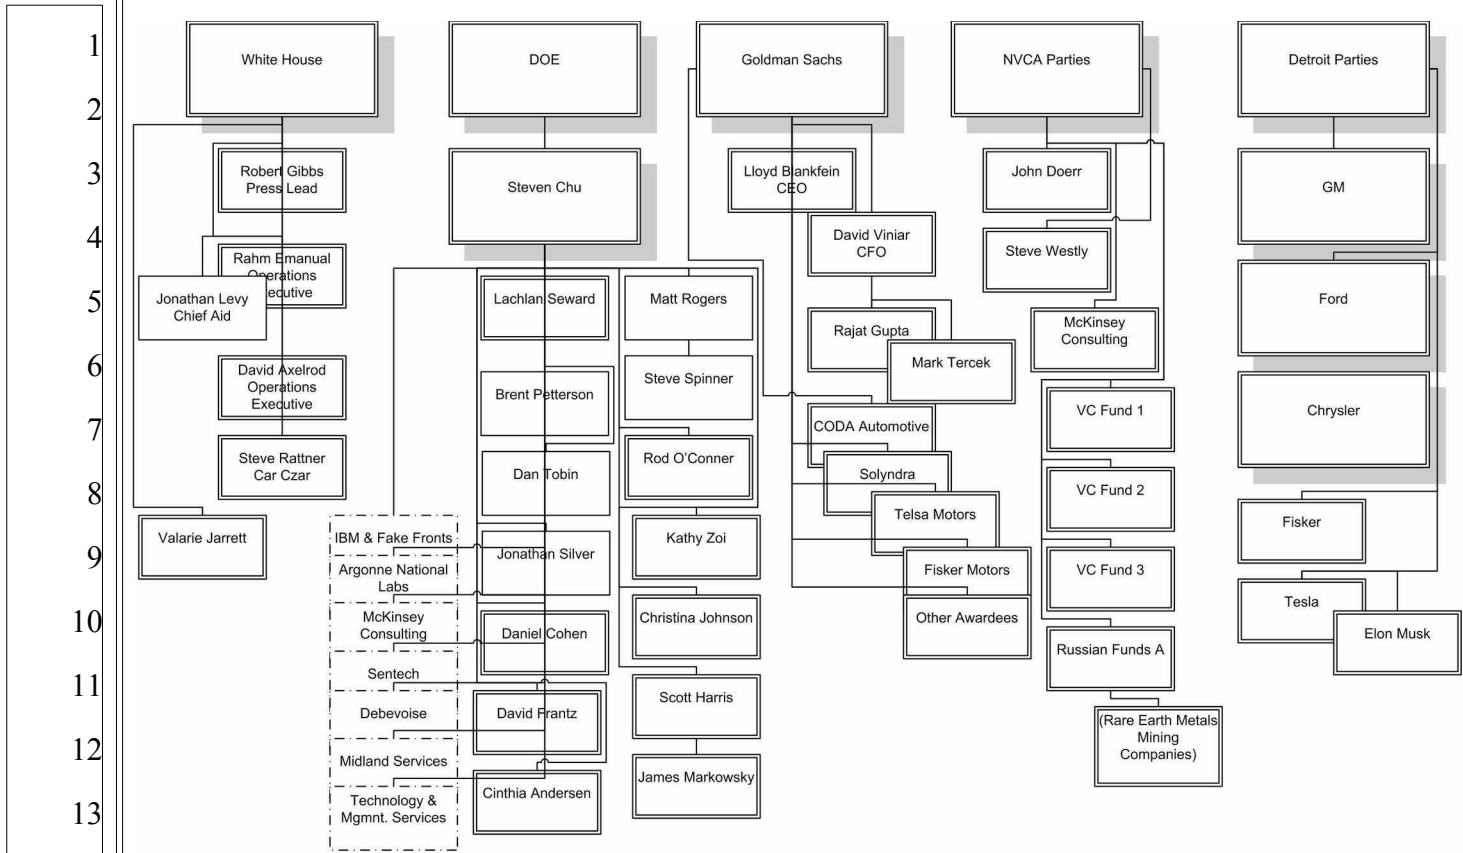 1
White House
DOE
Goldman Sachs
NVCA Parties
Detroit Parties
2
3
Robert Gibbs
Press Lead
Steven Chu
Lloyd Blankfein
CEO
John Doerr
GM
4
David Viniar
CFO
Steve Westly
Rahm Emanual
Operations
Executive
5
Jonathan Levy
Chief Aid
Lachlan Seward
Matt Rogers
Ford
Rajat Gupta
McKinsey
Consulting
6
Mark Tercek
David Axelrod
Operations
Executive
Steve Spinner
Brent Petterson
VC Fund 1
Chrysler
7
CODA Automotive
Steve Rattner
Car Czar
Rod O'Conner
Dan Tobin
Solyndra
8
VC Fund 2
Telsa Motors
Fisker
IBM & Fake Fronts
Valarie Jarrett
Kathy Zoi
9
Jonathan Silver
Argonne National
Labs
Fisker Motors
VC Fund 3
Tesla
10
McKinsey
Consulting
Christina Johnson
Other Awardees
Daniel Cohen
Elon Musk
Russian Funds A
Sentech
11
Scott Harris
Debevoise
David Frantz
(Rare Earth Metals
Mining
Companies)
12
Midland Services
James Markowsky
Cinthia Andersen
Technology &
Mgmnt. Services
13